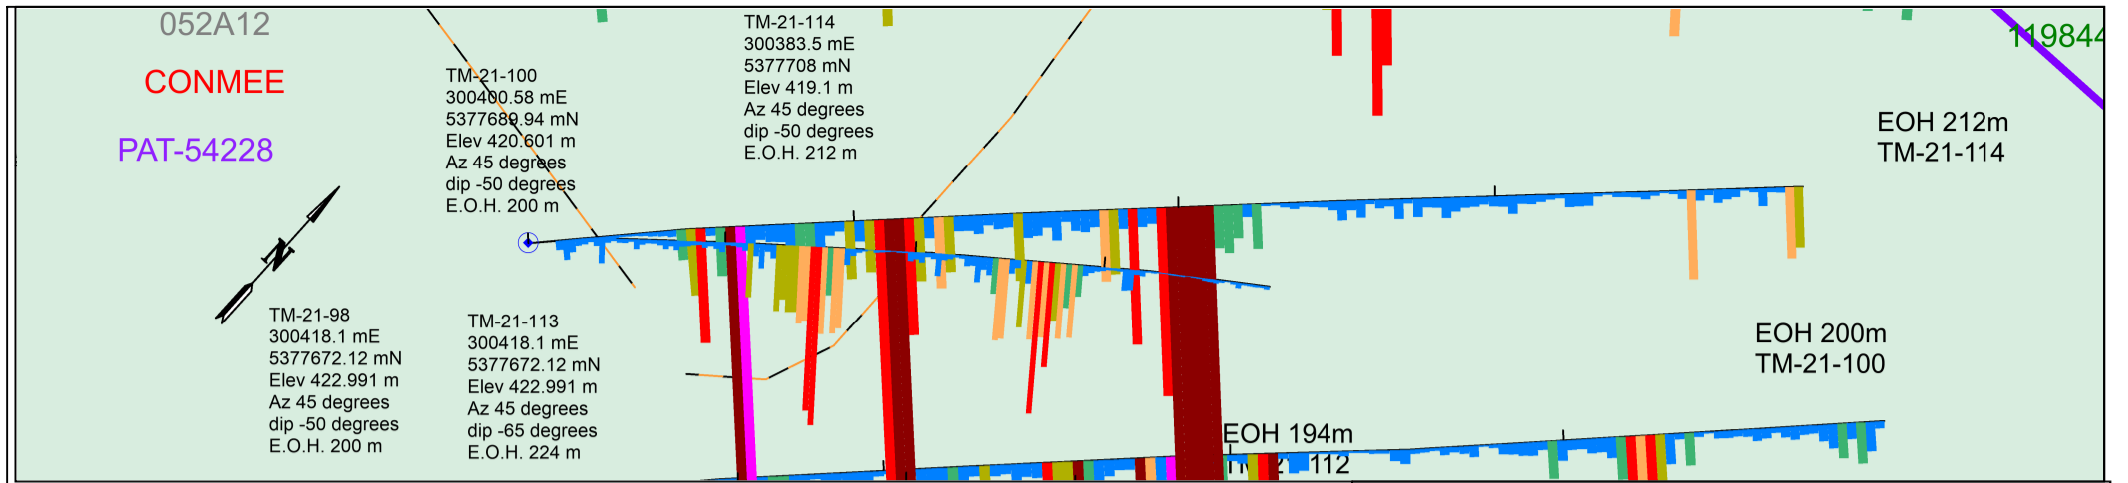 052A12
CONMEE
PAT-54228
N
TM-21-100
300400.58 mE
5377689.94 mN
Elev 420.601 m
Az 45 degrees
dip -50 degrees
E.O.H. 200 m
TM-21-114
300383.5 mE
5377708 mN
Elev 419.1 m
Az 45 degrees
dip -50 degrees
E.O.H. 212 m
119844
EOH 212m
TM-21-114
TM-21-98
300418.1 mE
5377672.12 mN
Elev 422.991 m
Az 45 degrees
dip -50 degrees
E.O.H. 200 m
TM-21-113
300418.1 mE
5377672.12 mN
Elev 422.991 m
Az 45 degrees
dip -65 degrees
E.O.H. 224 m
EOH 200m
TM-21-100
EOH 194m
TM-21-112